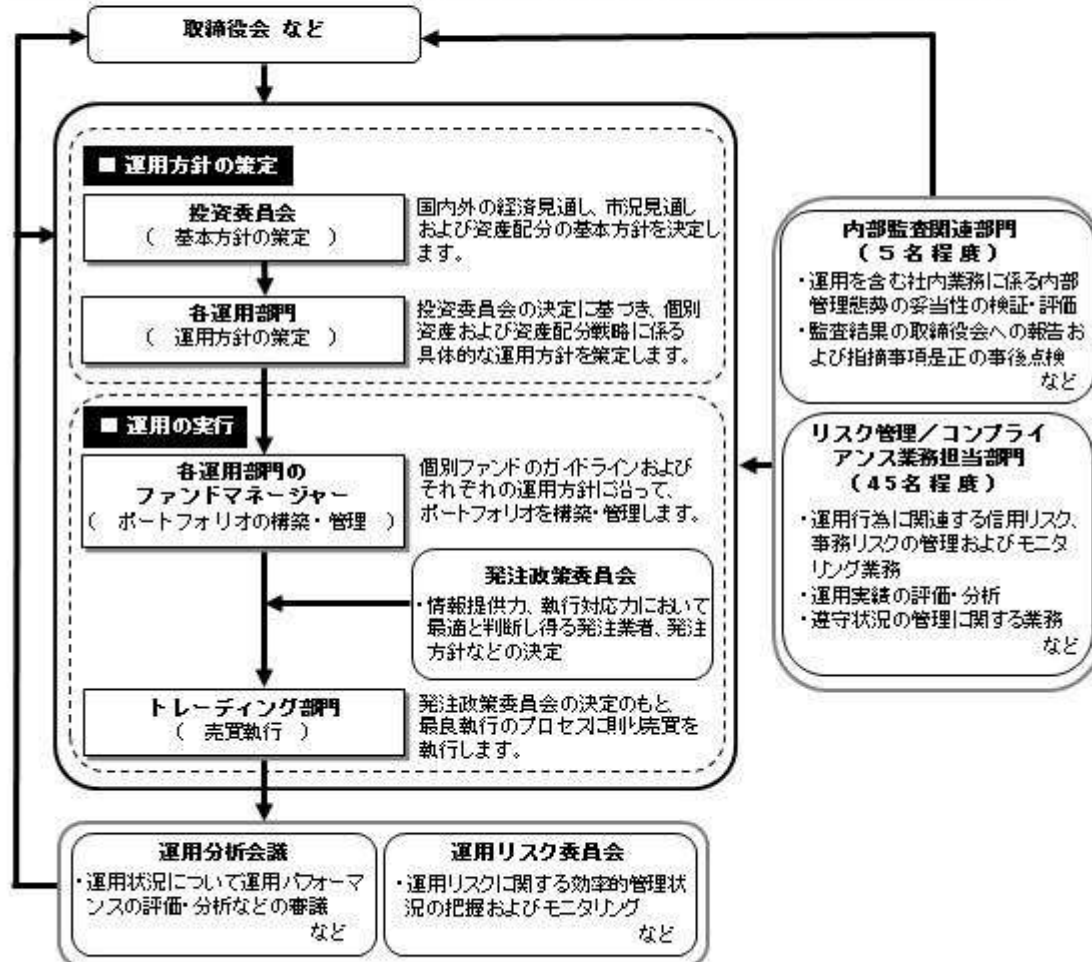 取締役会 など
■ 運用方針の策定
投資委員会
( 基本方針の策定 )
国内外の経済見通し、市況見通し
および資産配分の基本方針を決定し
ます。
各運用部門
( 運用方針の策定 )
投資委員会の決定に基づき、個別
資産および資産配分戦略に係る
具体的な運用方針を策定します。
■ 運用の実行
各運用部門の
ファンドマネージャー
( ポートフォリオの構築・管理 )
個別ファンドのガイドラインおよび
それぞれの運用方針に沿って、
ポートフォリオを構築・管理します。
発注政策委員会
・情報提供力、執行対応力において
最適と判断し得る発注業者、発注
方針などの決定
トレーディング部門
( 売買執行 )
発注政策委員会の決定のもと、
最良執行のプロセスに則り売買を
執行します。
内部監査関連部門
(5名程度)
・運用を含む社内業務に係る内部
管理態勢の妥当性の検証・評価
・監査結果の取締役会への報告お
よび指摘事項是正の事後点検
など
リスク管理/コンプライ
アンス業務担当部門
(45名程度)
・運用行為に関連する信用リスク、
事務リスクの管理およびモニタ
リング業務
・運用実績の評価・分析
・遵守状況の管理に関する業務
など
運用分析会議
・運用状況について運用パフォーマ
ンスの評価・分析などの審議
など
運用リスク委員会
・運用リスクに関する効率的管理状
況の把握およびモニタリング
など